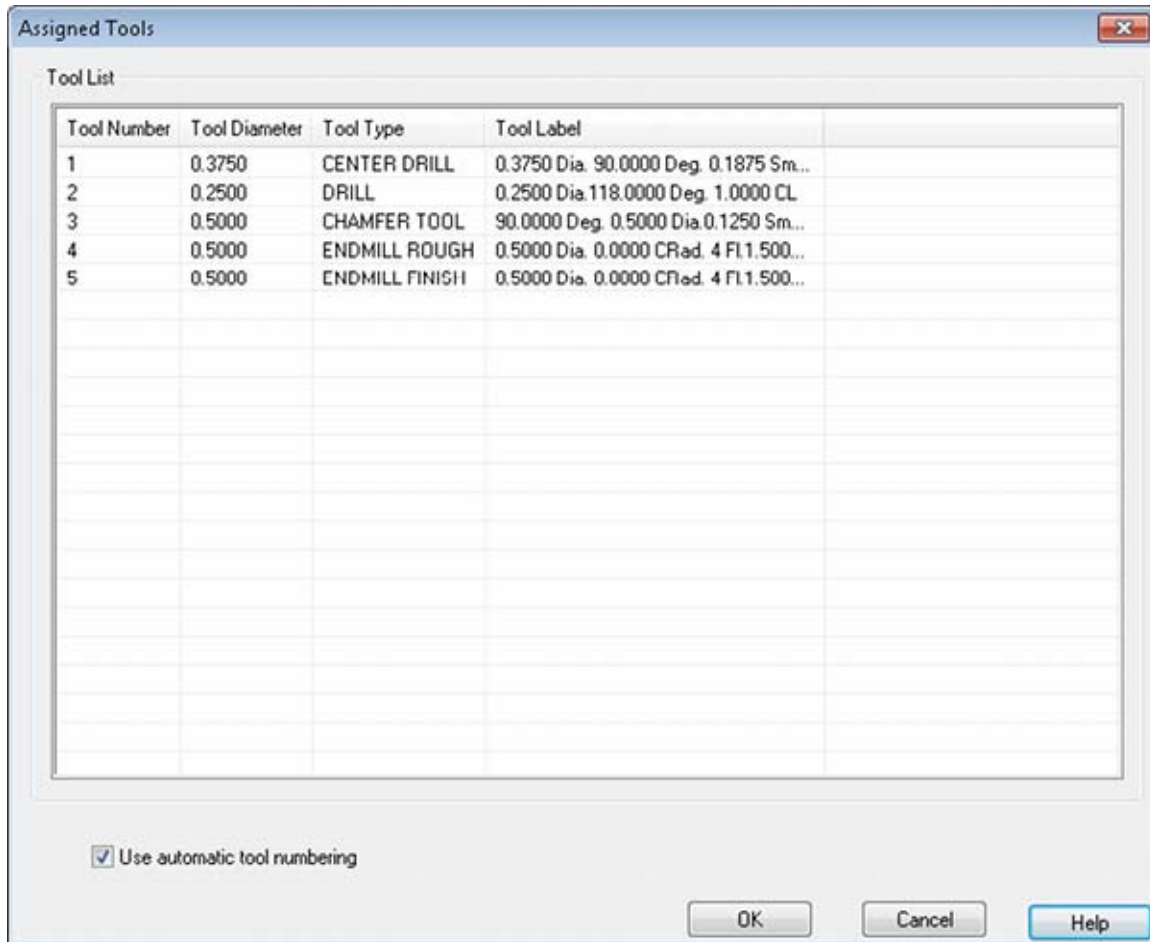 Assigned Tools
Tool List
Tool Number Tool Diameter Tool Type Tool Label
1 0.3750 CENTER DRILL 0.3750 Dia. 90.0000 Deg. 0.1875 Sm...
2 0.2500 DRILL 0.2500 Dia.118.0000 Deg. 1.0000 CL
3 0.5000 CHAMFER TOOL 90.0000 Deg. 0.5000 Dia.0.1250 Sm...
4 0.5000 ENDMILL ROUGH 0.5000 Dia. 0.0000 CRad. 4 Fl.1.500...
5 0.5000 ENDMILL FINISH 0.5000 Dia. 0.0000 CRad. 4 Fl.1.500...
Use automatic tool numbering
OK Cancel Help